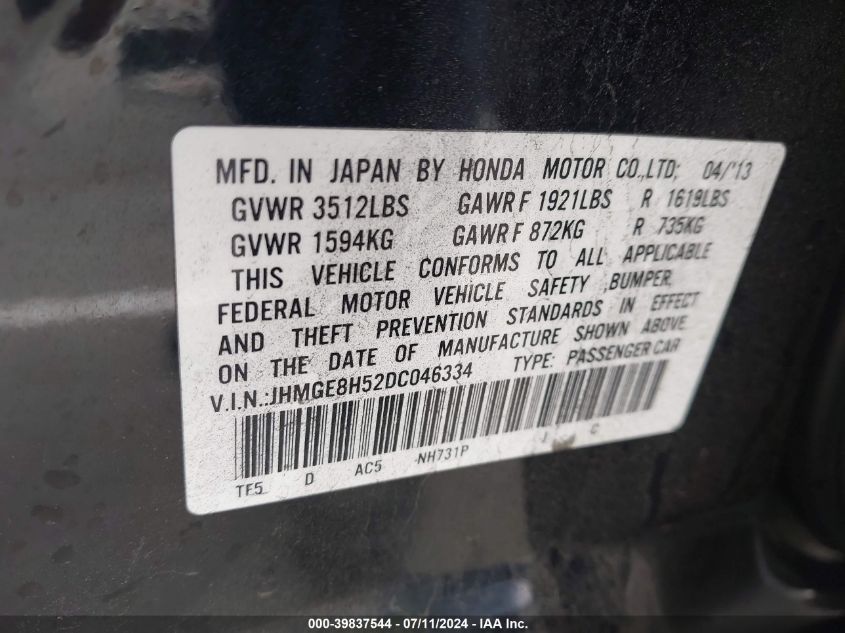 MFD. IN JAPAN BY HONDA MOTOR CO.,LTD; 04/'13
GVWR 3512LBS GAWR F 1921LBS R 1619LBS
GVWR 1594KG GAWR F 872KG R 735KG
THIS VEHICLE CONFORMS TO ALL APPLICABLE
FEDERAL MOTOR VEHICLE SAFETY ,BUMPER,
AND THEFT PREVENTION STANDARDS IN EFFECT
ON THE DATE OF MANUFACTURE SHOWN ABOVE
V.I.N.:JHMGE8H52DC046334 TYPE: PASSENGER CAR
TF5 D AC5 NH731P J C
000-39837544 - 07/11/2024 - IAA Inc.